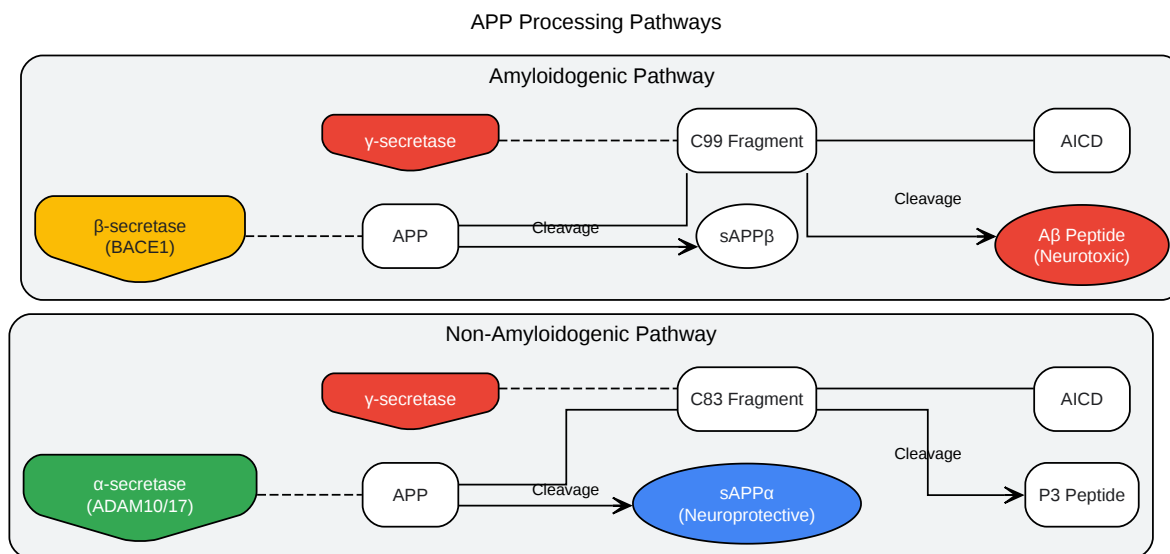 APP Processing Pathways
Amyloidogenic Pathway
γ-secretase
C99 Fragment
AICD
Cleavage
β-secretase
(BACE1)
APP
Cleavage
sAPPβ
Aβ Peptide
(Neurotoxic)
Non-Amyloidogenic Pathway
γ-secretase
C83 Fragment
AICD
Cleavage
α-secretase
(ADAM10/17)
APP
Cleavage
sAPPα
(Neuroprotective)
P3 Peptide